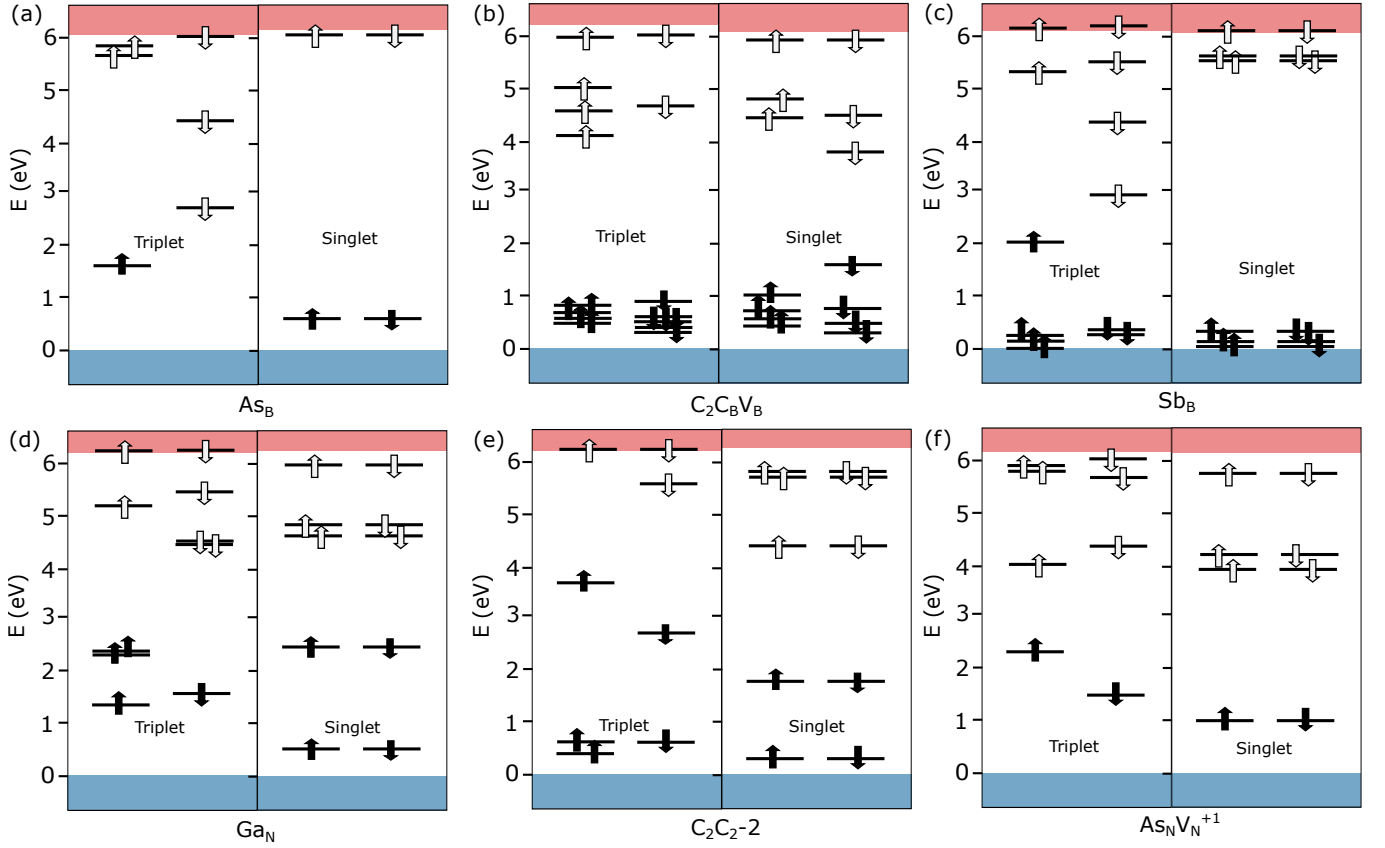 (a)
E (eV)
6
5
4
3
2
1
0
Triplet
Singlet
As_B
(b)
E (eV)
6
5
4
3
2
1
0
Triplet
Singlet
C₂C_BV_B
(c)
E (eV)
6
5
4
3
2
1
0
Triplet
Singlet
Sb_B
(d)
E (eV)
6
5
4
3
2
1
0
Triplet
Singlet
Ga_N
(e)
E (eV)
6
5
4
3
2
1
0
Triplet
Singlet
C₂C₂-2
(f)
E (eV)
6
5
4
3
2
1
0
Triplet
Singlet
As_NV_N⁺¹